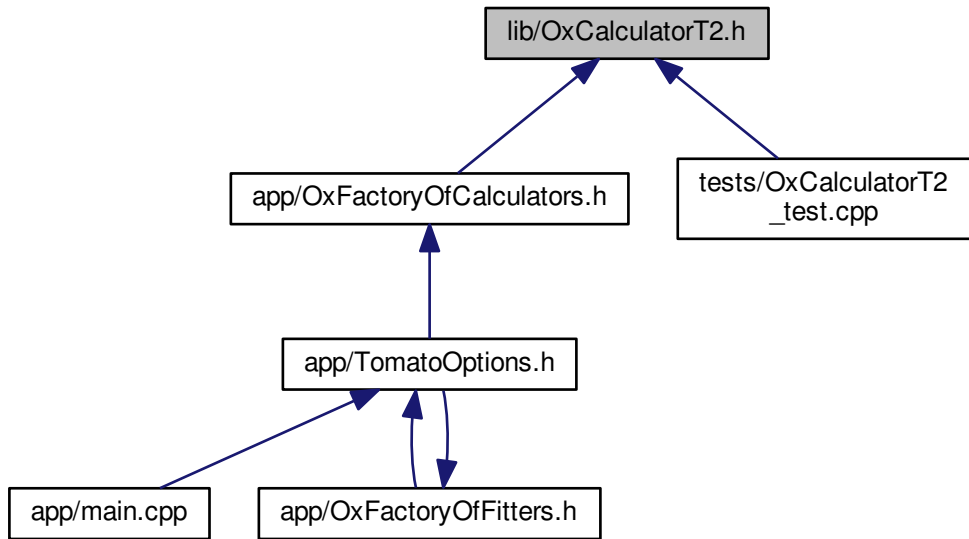 lib/OxCalculatorT2.h
app/OxFactoryOfCalculators.h
tests/OxCalculatorT2
_test.cpp
app/TomatoOptions.h
app/main.cpp
app/OxFactoryOfFitters.h